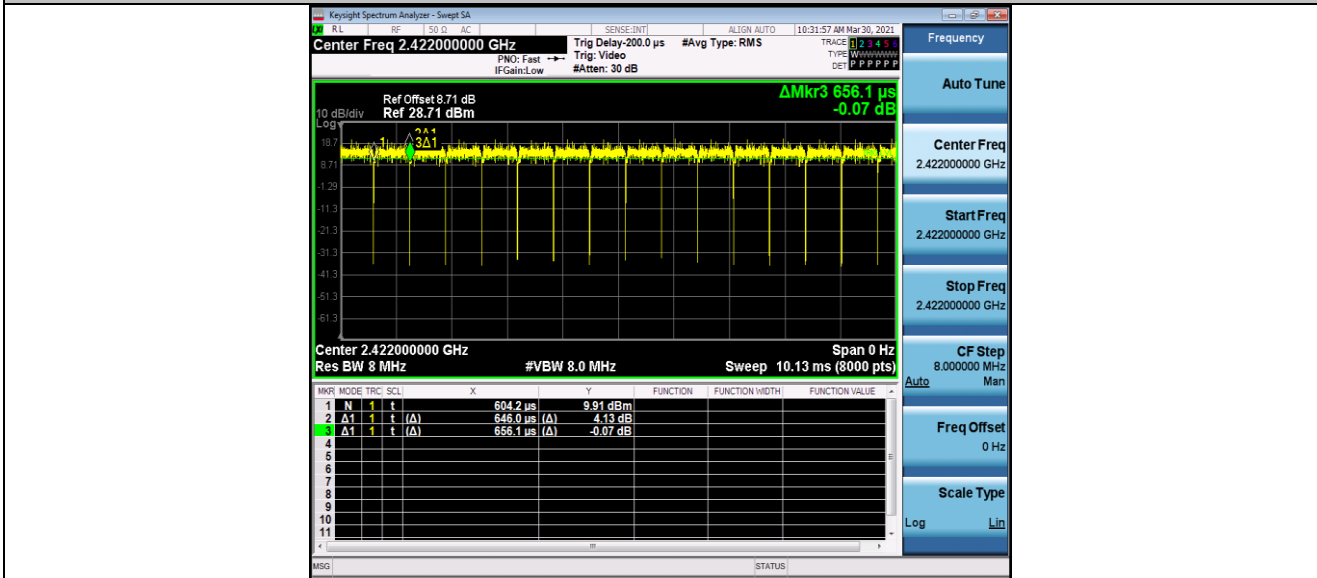 Keysight Spectrum Analyzer - Swept SA
RL RF 50 Ω AC SENSE:INT ALIGN AUTO 10:31:57 AM Mar 30, 2021
Center Freq 2.422000000 GHz
Trig Delay-200.0 µs #Avg Type: RMS
TRACE 1 2 3 4 5 6
PNO: Fast Trig: Video
TYPE W
IFGain:Low #Atten: 30 dB
DET P P P P P P
ΔMkr3 656.1 µs
-0.07 dB
Ref Offset 8.71 dB
10 dB/div Ref 28.71 dBm
Log
1
2Δ1
3Δ1
18.7
8.71
-1.29
-11.3
-21.3
-31.3
-41.3
-51.3
-61.3
Center 2.422000000 GHz Span 0 Hz
Res BW 8 MHz #VBW 8.0 MHz Sweep 10.13 ms (8000 pts)
MKR MODE TRC SCL X Y FUNCTION FUNCTION WIDTH FUNCTION VALUE
1 N 1 t 604.2 µs 9.91 dBm
2 Δ1 1 t (Δ) 646.0 µs (Δ) 4.13 dB
3 Δ1 1 t (Δ) 656.1 µs (Δ) -0.07 dB
4
5
6
7
8
9
10
11
MSG STATUS
Frequency
Auto Tune
Center Freq
2.422000000 GHz
Start Freq
2.422000000 GHz
Stop Freq
2.422000000 GHz
CF Step
8.000000 MHz
Auto Man
Freq Offset
0 Hz
Scale Type
Log Lin